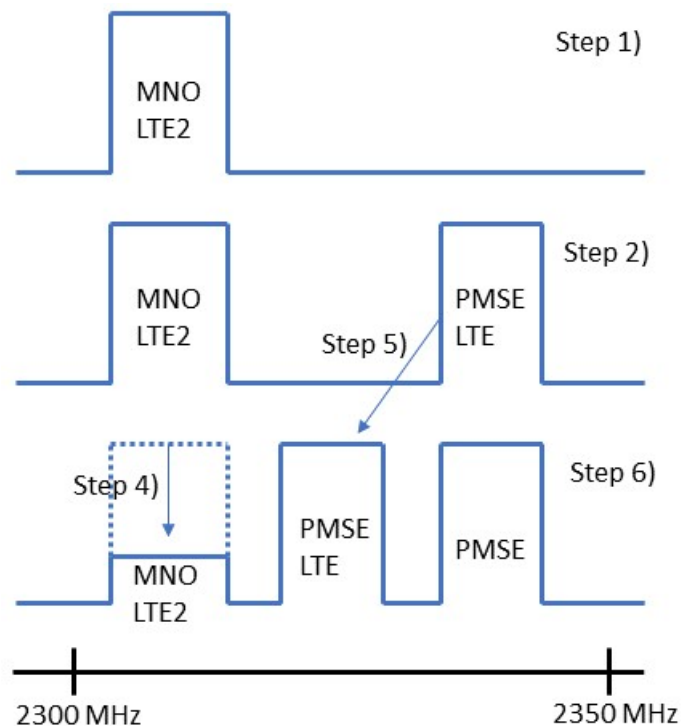 Step 1)
MNO
LTE2
Step 2)
MNO
LTE2
PMSE
LTE
Step 5)
Step 4)
Step 6)
PMSE
LTE
PMSE
MNO
LTE2
2300 MHz
2350 MHz